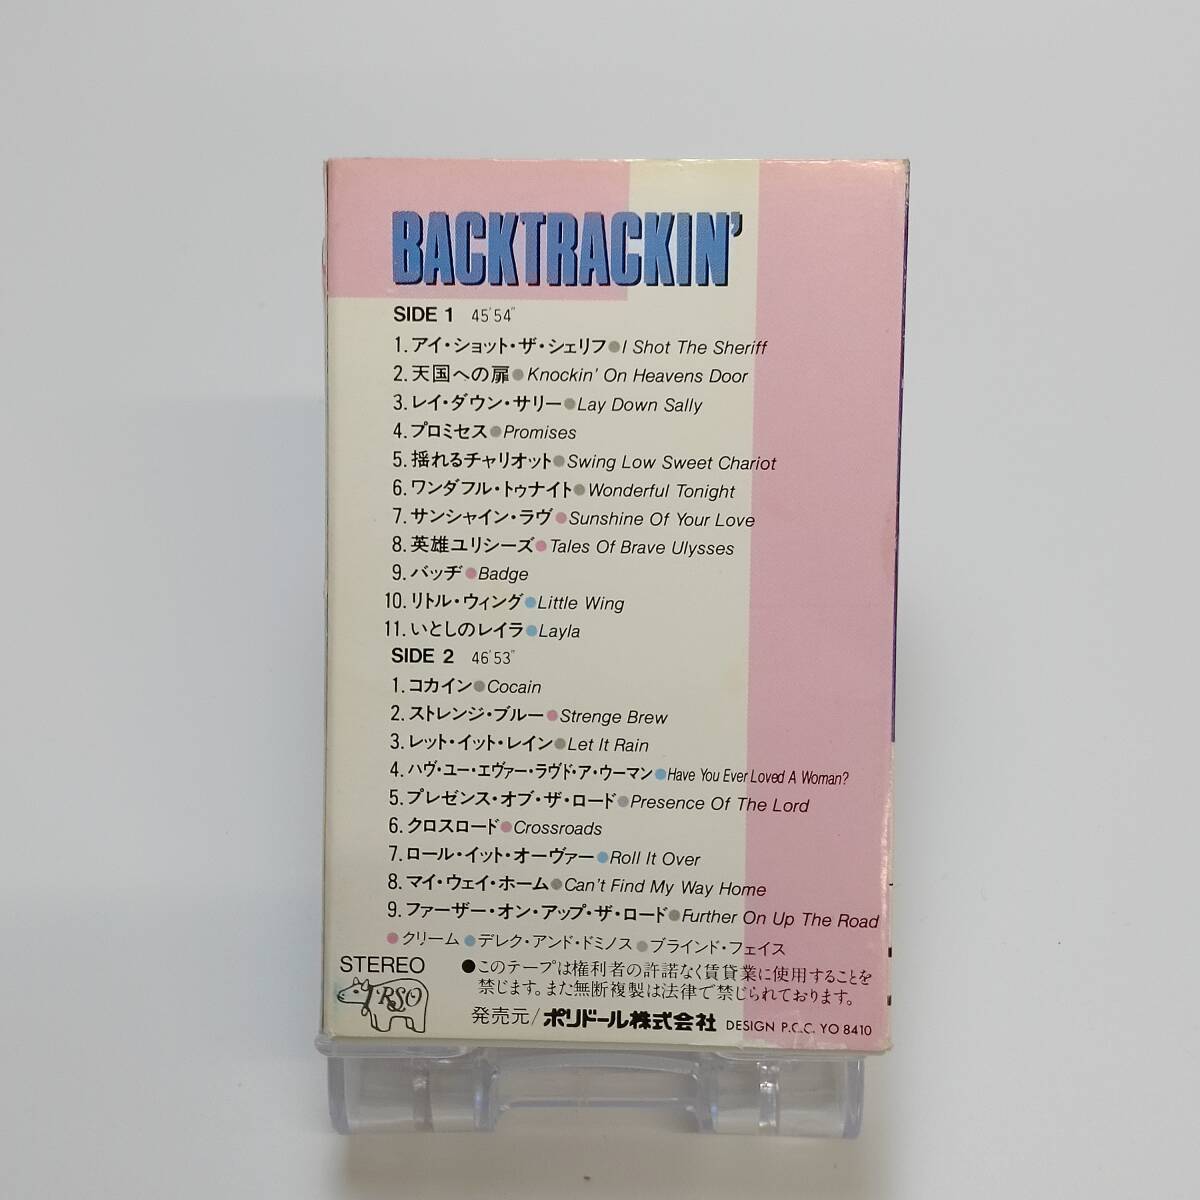 BACKTRACKIN'
SIDE 1 45'54"
1.アイ・ショット・ザ・シェリフ●I Shot The Sheriff
2.天国への扉●Knockin' On Heavens Door
3.レイ・ダウン・サリー●Lay Down Sally
4.プロミセス●Promises
5.揺れるチャリオット●Swing Low Sweet Chariot
6.ワンダフル・トゥナイト●Wonderful Tonight
7.サンシャイン・ラヴ●Sunshine Of Your Love
8.英雄ユリシーズ●Tales Of Brave Ulysses
9.バッヂ●Badge
10.リトル・ウィング●Little Wing
11.いとしのレイラ●Layla
SIDE 2 46'53"
1.コカイン●Cocain
2.ストレンジ・ブルー●Strenge Brew
3.レット・イット・レイン●Let It Rain
4.ハヴ・ユー・エヴァー・ラヴド・ア・ウーマン●Have You Ever Loved A Woman?
5.プレゼンス・オブ・ザ・ロード●Presence Of The Lord
6.クロスロード●Crossroads
7.ロール・イット・オーヴァー●Roll It Over
8.マイ・ウェイ・ホーム●Can't Find My Way Home
9.ファーザー・オン・アップ・ザ・ロード●Further On Up The Road
●クリーム●デレク・アンド・ドミノス●ブラインド・フェイス
STEREO
RSO
●このテープは権利者の許諾なく賃貸業に使用することを
禁じます。また無断複製は法律で禁じられております。
発売元/ポリドール株式会社 DESIGN P.C.C. YO 8410